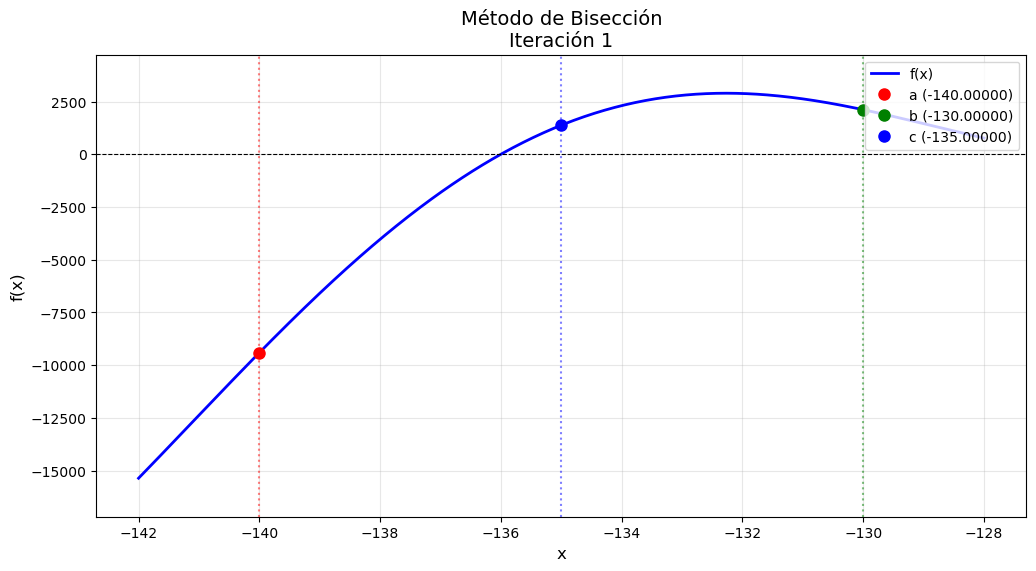 Método de Bisección
Iteración 1
f(x)
a (-140.00000)
b (-130.00000)
c (-135.00000)
2500
0
−2500
−5000
−7500
−10000
−12500
−15000
f(x)
−142
−140
−138
−136
−134
−132
−130
−128
x